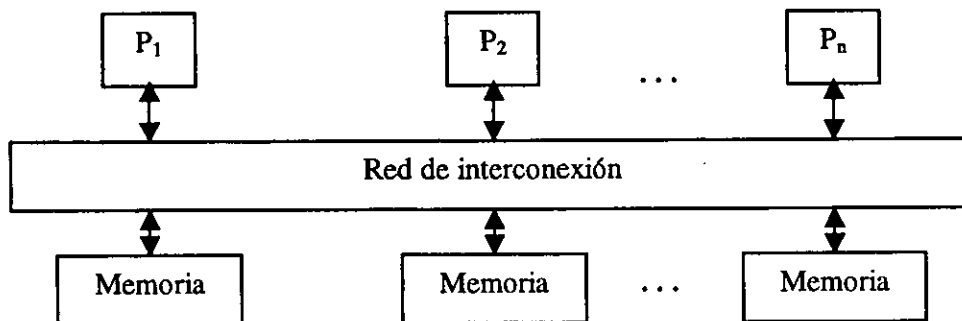 P₁ P₂ ... Pₙ
Red de interconexión
Memoria Memoria ... Memoria